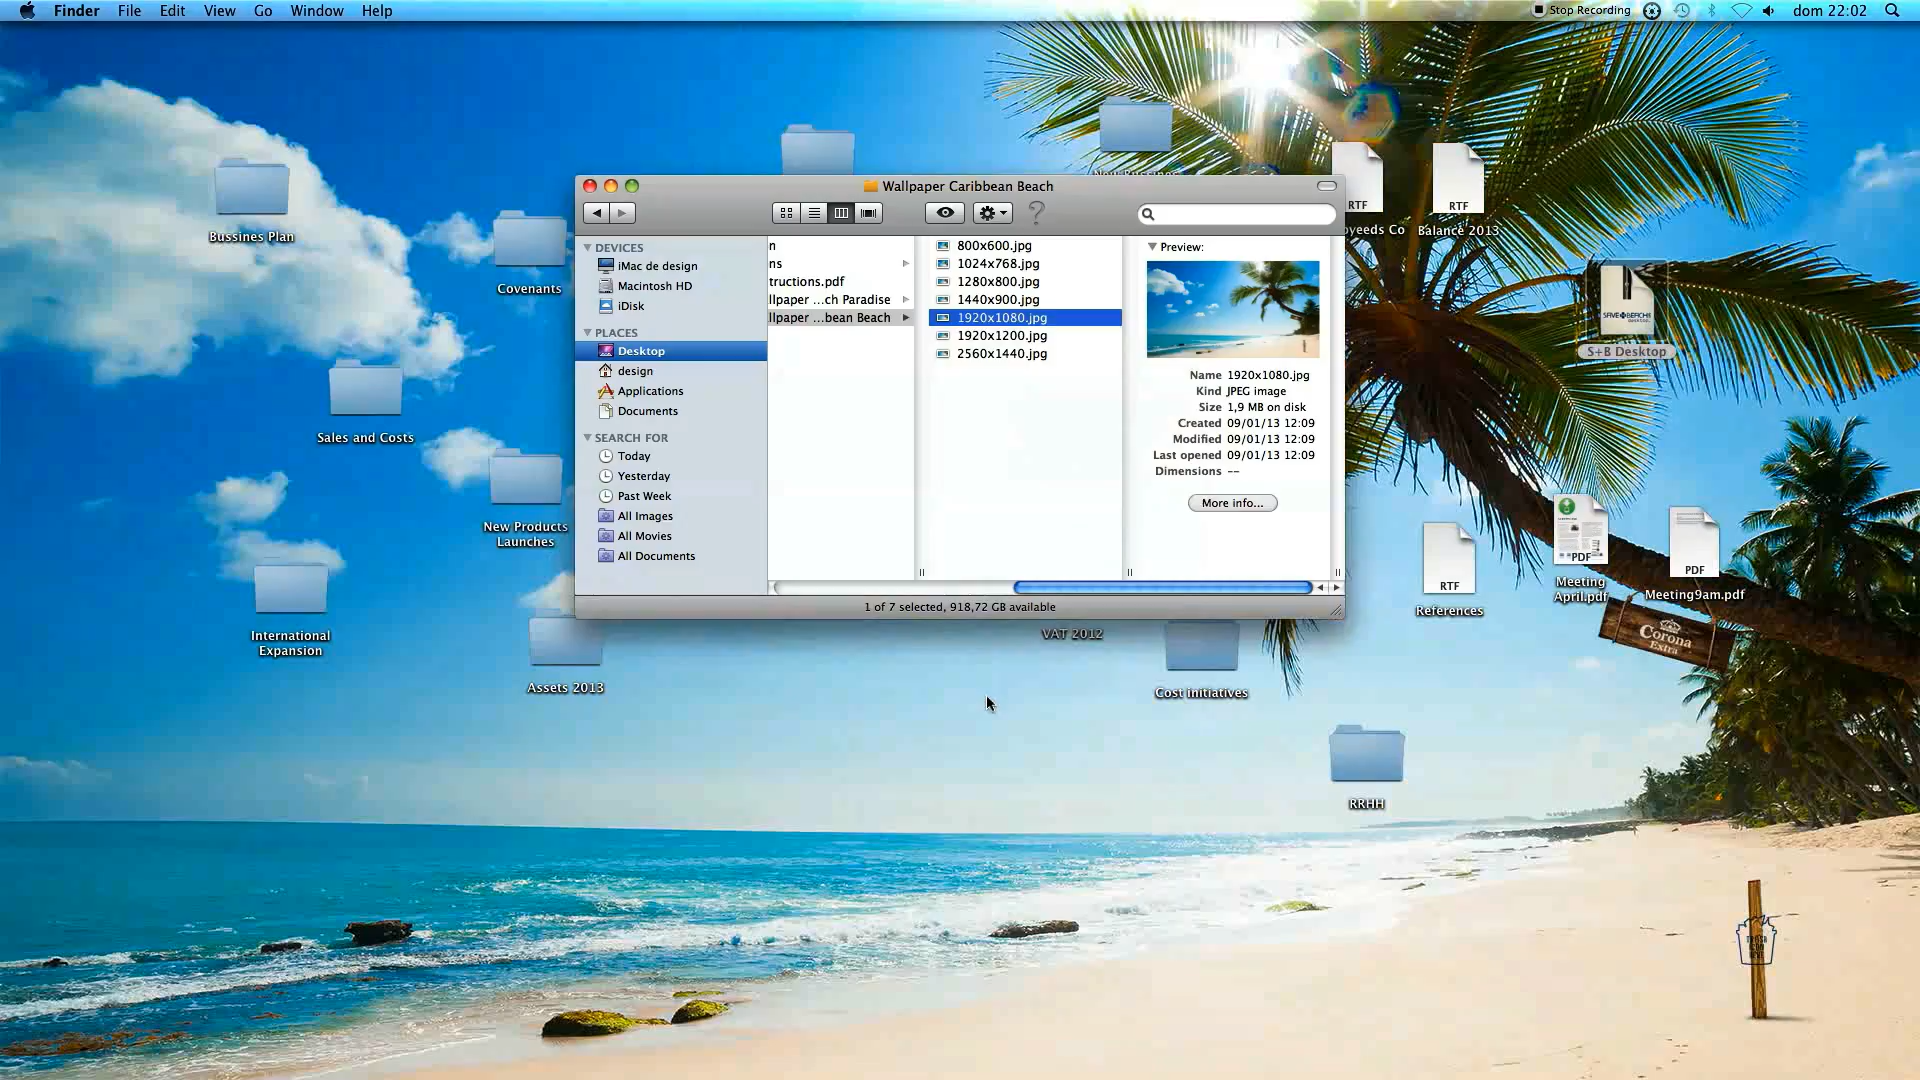 Finder File Edit View Go Window Help
Stop Recording dom 22:02
Wallpaper Caribbean Beach
DEVICES
iMac de design
Macintosh HD
iDisk
PLACES
Desktop
design
Applications
Documents
SEARCH FOR
Today
Yesterday
Past Week
All Images
All Movies
All Documents
n
ns
tructions.pdf
llpaper ...ch Paradise
llpaper ...bean Beach
800x600.jpg
1024x768.jpg
1280x800.jpg
1440x900.jpg
1920x1080.jpg
1920x1200.jpg
2560x1440.jpg
Preview:
Name 1920x1080.jpg
Kind JPEG image
Size 1,9 MB on disk
Created 09/01/13 12:09
Modified 09/01/13 12:09
Last opened 09/01/13 12:09
Dimensions --
More info...
1 of 7 selected, 918,72 GB available
Bussines Plan
Covenants
Sales and Costs
New Products
Launches
International
Expansion
Assets 2013
VAT 2012
Cost initiatives
RRHH
RTF
yeeds Co
RTF
Balance 2013
S+B Desktop
RTF
References
PDF
Meeting
April.pdf
PDF
Meeting9am.pdf
Corona
Extra